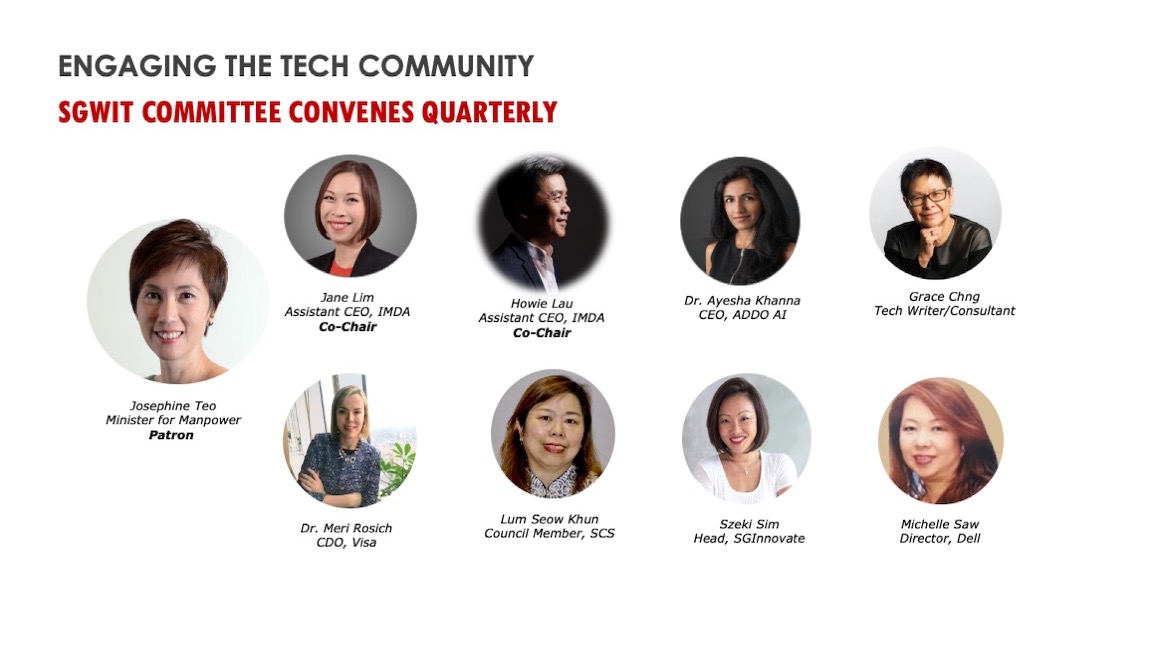 ENGAGING THE TECH COMMUNITY
SGWIT COMMITTEE CONVENES QUARTERLY
Josephine Teo
Minister for Manpower
Patron
Jane Lim
Assistant CEO, IMDA
Co-Chair
Howie Lau
Assistant CEO, IMDA
Co-Chair
Dr. Ayesha Khanna
CEO, ADDO AI
Grace Chng
Tech Writer/Consultant
Dr. Meri Rosich
CDO, Visa
Lum Seow Khun
Council Member, SCS
Szeki Sim
Head, SGInnovate
Michelle Saw
Director, Dell